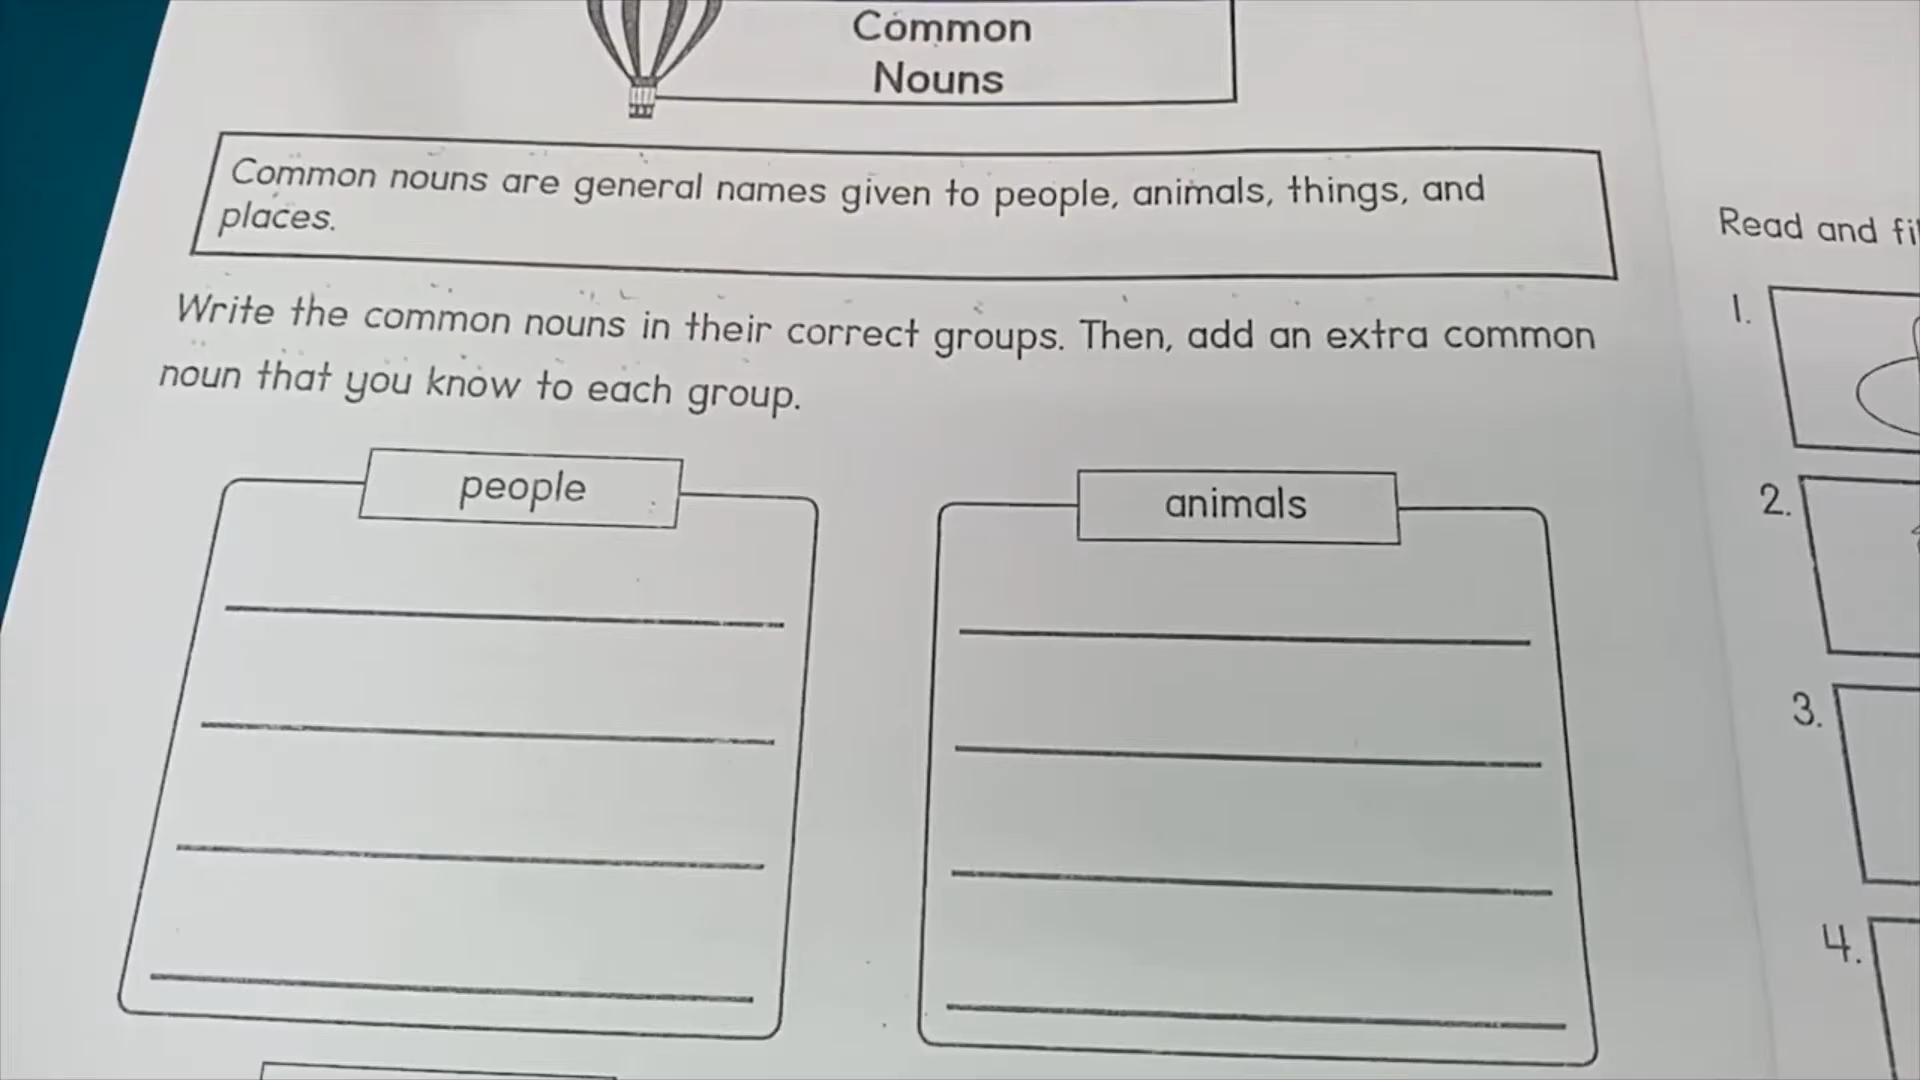 Common
Nouns
Common nouns are general names given to people, animals, things, and
places.
Write the common nouns in their correct groups. Then, add an extra common
noun that you know to each group.
people
animals
Read and
1.
2.
3.
4.